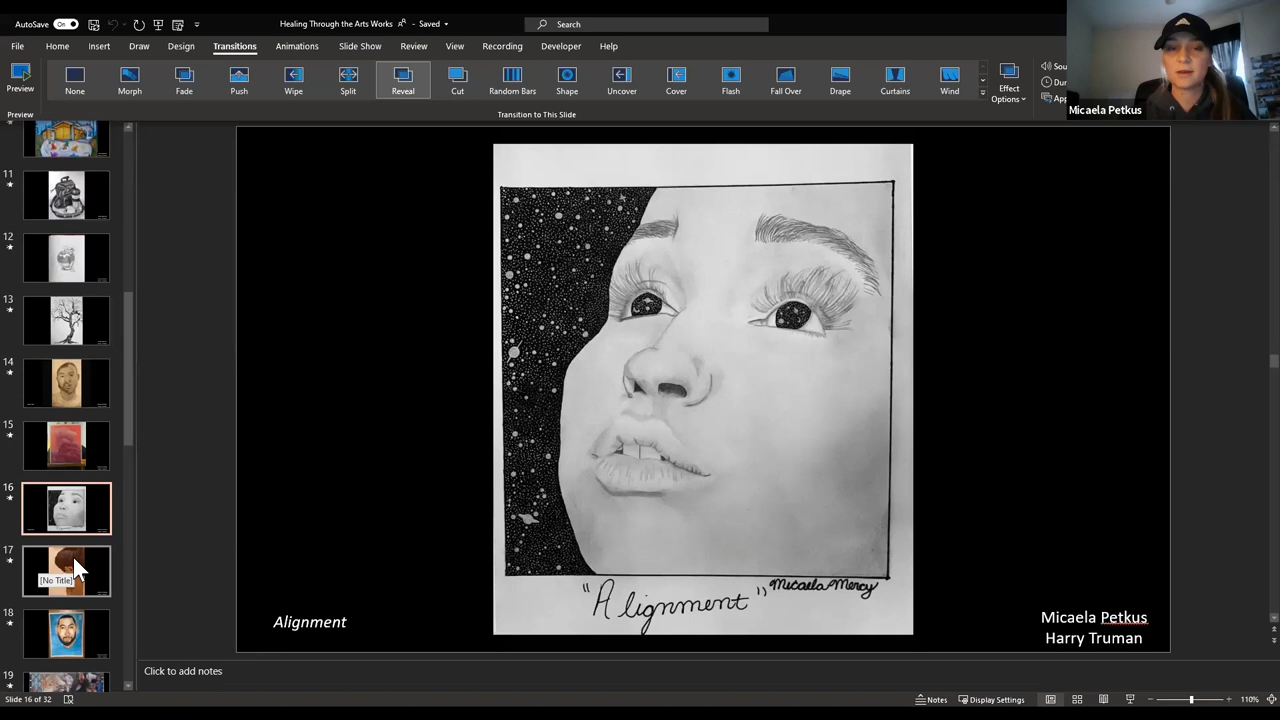 AutoSave
On
Healing Through the Arts Works
- Saved
Search
File
Home
Insert
Draw
Design
Transitions
Animations
Slide Show
Review
View
Recording
Developer
Help
Preview
None
Morph
Fade
Push
Wipe
Split
Reveal
Cut
Random Bars
Shape
Uncover
Cover
Flash
Fall Over
Drape
Curtains
Wind
Effect
Options
Sou
Dur
App
Preview
Transition to This Slide
Micaela Petkus
11
12
13
14
15
16
17
[No Title]
18
19
"Alignment"
Micaela Mercy
Alignment
Micaela Petkus
Harry Truman
Click to add notes
Slide 16 of 32
Notes
Display Settings
110%